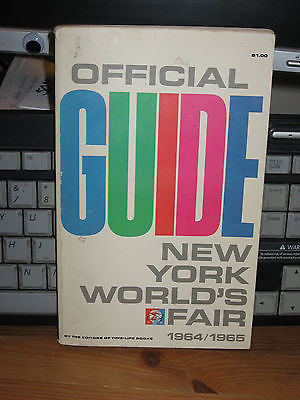 $1.00
OFFICIAL
GUIDE
NEW
YORK
WORLD'S
FAIR
1964/1965
BY THE EDITORS OF TIME-LIFE BOOKS